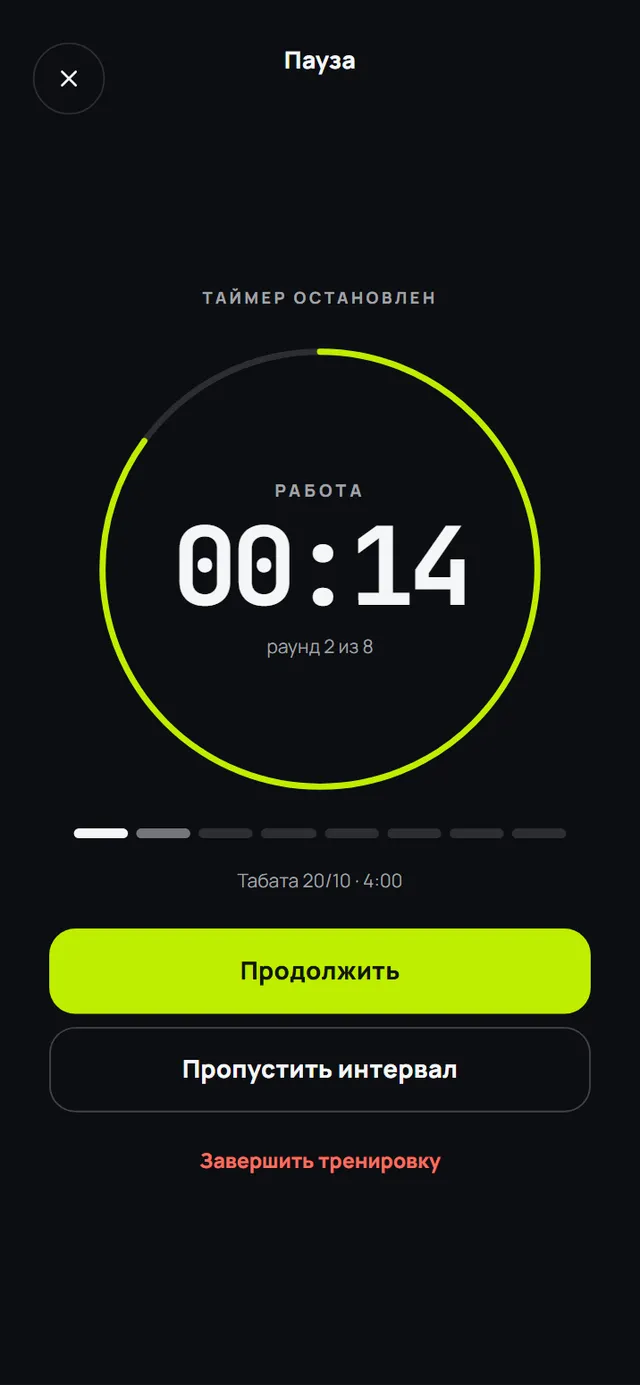 Пауза
ТАЙМЕР ОСТАНОВЛЕН
РАБОТА
00:14
раунд 2 из 8
Табата 20/10 · 4:00
Продолжить
Пропустить интервал
Завершить тренировку